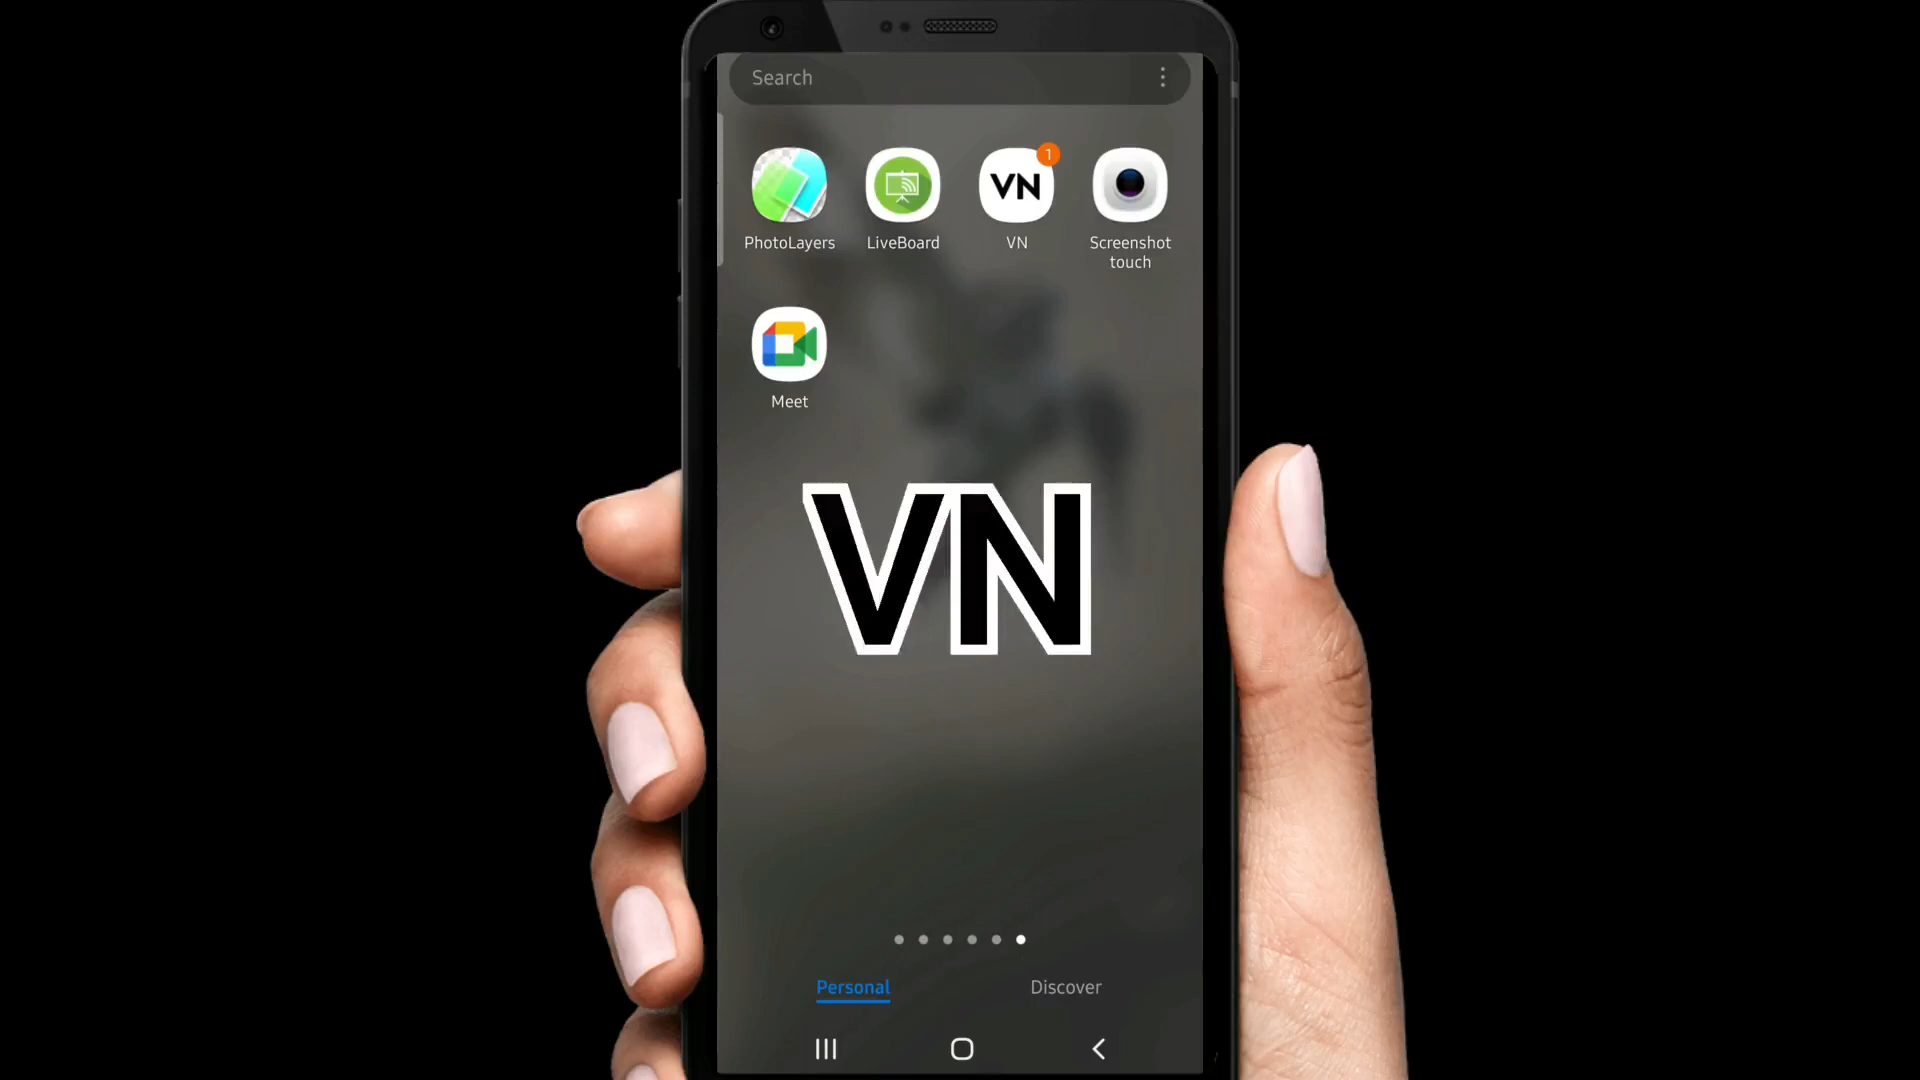 Search
PhotoLayers
LiveBoard
VN
1
VN
Screenshot
touch
Meet
VN
Personal
Discover